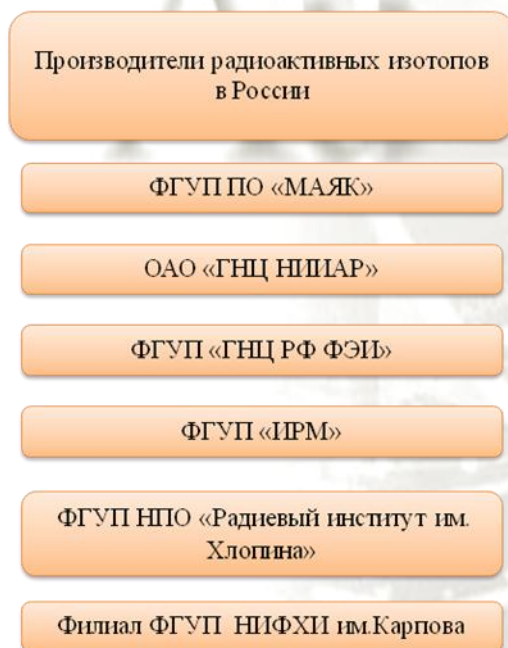 Производители радиоактивных изотопов
в России
ФГУП ПО «МАЯК»
ОАО «ГНЦ НИИАР»
ФГУП «ГНЦ РФ ФЭИ»
ФГУП «ИРМ»
ФГУП НПО «Радиевый институт им.
Хлопина»
Филиал ФГУП НИФХИ им.Карпова